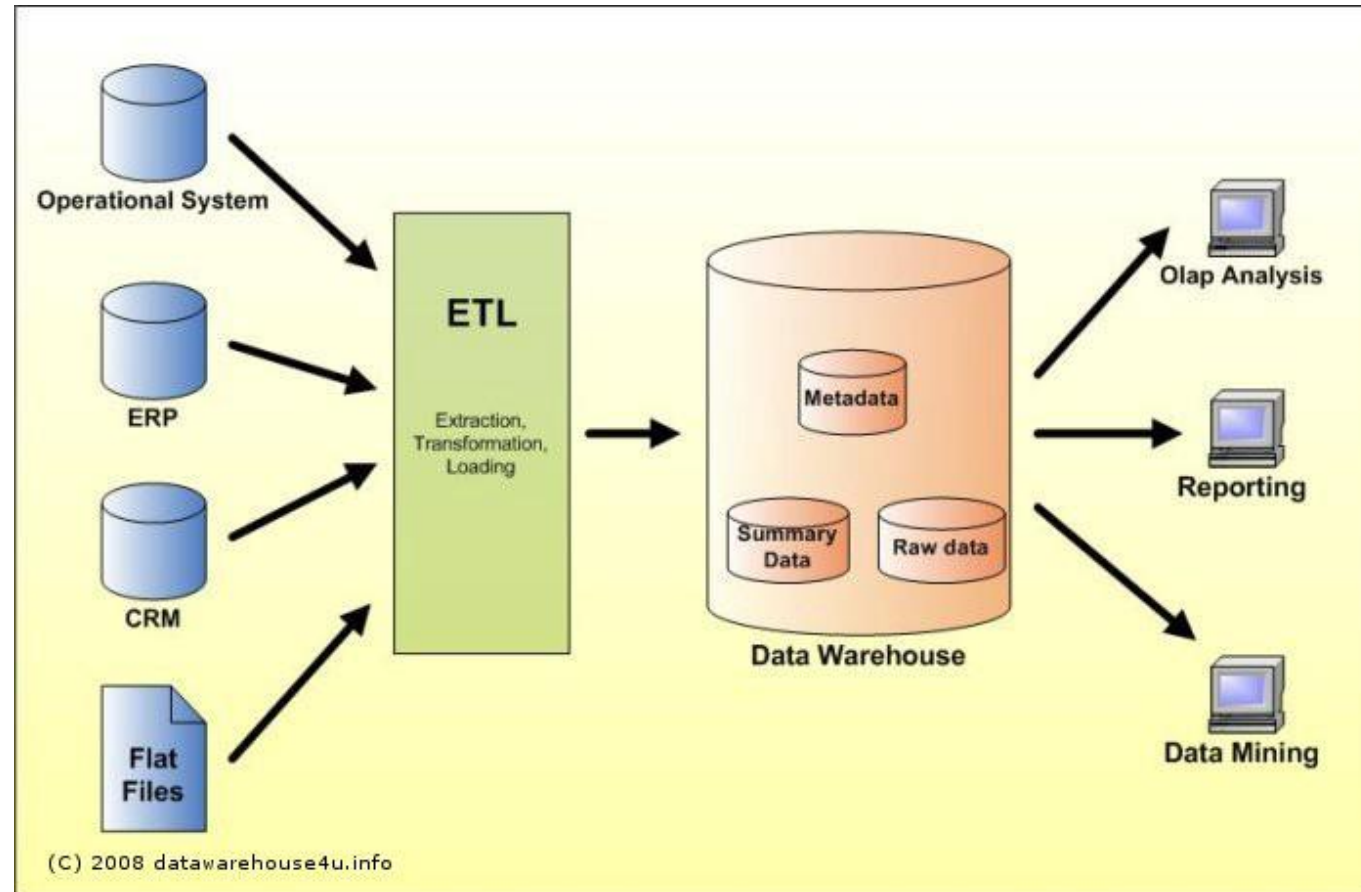 Operational System
ERP
CRM
Flat
Files
ETL
Extraction,
Transformation,
Loading
Metadata
Summary
Data
Raw data
Data Warehouse
Olap Analysis
Reporting
Data Mining
(C) 2008 datawarehouse4u.info